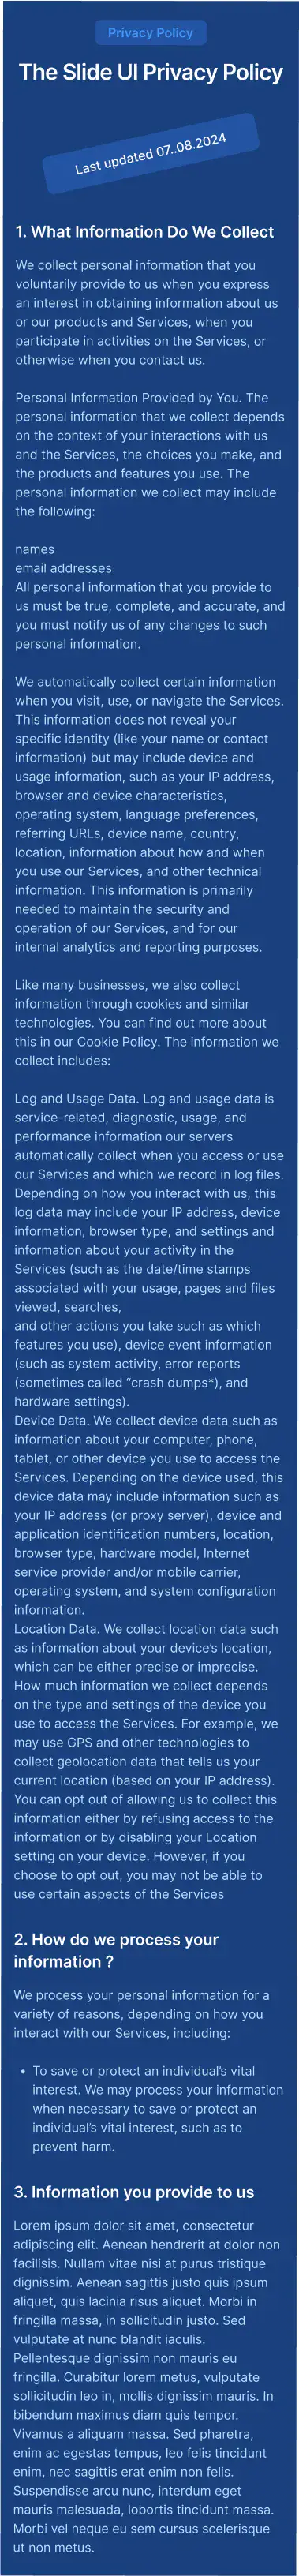 Privacy Policy
The Slide UI Privacy Policy
Last updated 07..08.2024
1. What Information Do We Collect
We collect personal information that you
voluntarily provide to us when you express
an interest in obtaining information about us
or our products and Services, when you
participate in activities on the Services, or
otherwise when you contact us.
Personal Information Provided by You. The
personal information that we collect depends
on the context of your interactions with us
and the Services, the choices you make, and
the products and features you use. The
personal information we collect may include
the following:
names
email addresses
All personal information that you provide to
us must be true, complete, and accurate, and
you must notify us of any changes to such
personal information.
We automatically collect certain information
when you visit, use, or navigate the Services.
This information does not reveal your
specific identity (like your name or contact
information) but may include device and
usage information, such as your IP address,
browser and device characteristics,
operating system, language preferences,
referring URLs, device name, country,
location, information about how and when
you use our Services, and other technical
information. This information is primarily
needed to maintain the security and
operation of our Services, and for our
internal analytics and reporting purposes.
Like many businesses, we also collect
information through cookies and similar
technologies. You can find out more about
this in our Cookie Policy. The information we
collect includes:
Log and Usage Data. Log and usage data is
service-related, diagnostic, usage, and
performance information our servers
automatically collect when you access or use
our Services and which we record in log files.
Depending on how you interact with us, this
log data may include your IP address, device
information, browser type, and settings and
information about your activity in the
Services (such as the date/time stamps
associated with your usage, pages and files
viewed, searches,
and other actions you take such as which
features you use), device event information
(such as system activity, error reports
(sometimes called “crash dumps*), and
hardware settings).
Device Data. We collect device data such as
information about your computer, phone,
tablet, or other device you use to access the
Services. Depending on the device used, this
device data may include information such as
your IP address (or proxy server), device and
application identification numbers, location,
browser type, hardware model, Internet
service provider and/or mobile carrier,
operating system, and system configuration
information.
Location Data. We collect location data such
as information about your device’s location,
which can be either precise or imprecise.
How much information we collect depends
on the type and settings of the device you
use to access the Services. For example, we
may use GPS and other technologies to
collect geolocation data that tells us your
current location (based on your IP address).
You can opt out of allowing us to collect this
information either by refusing access to the
information or by disabling your Location
setting on your device. However, if you
choose to opt out, you may not be able to
use certain aspects of the Services
2. How do we process your
information ?
We process your personal information for a
variety of reasons, depending on how you
interact with our Services, including:
• To save or protect an individual’s vital
interest. We may process your information
when necessary to save or protect an
individual’s vital interest, such as to
prevent harm.
3. Information you provide to us
Lorem ipsum dolor sit amet, consectetur
adipiscing elit. Aenean hendrerit at dolor non
facilisis. Nullam vitae nisi at purus tristique
dignissim. Aenean sagittis justo quis ipsum
aliquet, quis lacinia risus aliquet. Morbi in
fringilla massa, in sollicitudin justo. Sed
vulputate at nunc blandit iaculis.
Pellentesque dignissim non mauris eu
fringilla. Curabitur lorem metus, vulputate
sollicitudin leo in, mollis dignissim mauris. In
bibendum maximus diam quis tempor.
Vivamus a aliquam massa. Sed pharetra,
enim ac egestas tempus, leo felis tincidunt
enim, nec sagittis erat enim non felis.
Suspendisse arcu nunc, interdum eget
mauris malesuada, lobortis tincidunt massa.
Morbi vel neque eu sem cursus scelerisque
ut non metus.